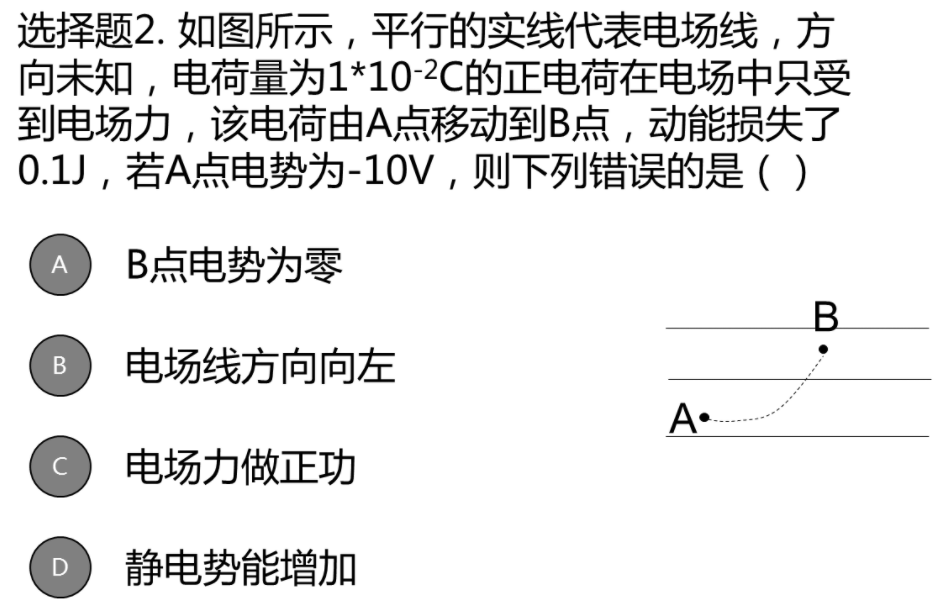 选择题2. 如图所示，平行的实线代表电场线，方
向未知，电荷量为1*10⁻²C的正电荷在电场中只受
到电场力，该电荷由A点移动到B点，动能损失了
0.1J，若A点电势为-10V，则下列错误的是（ ）
A B点电势为零
B 电场线方向向左
C 电场力做正功
D 静电势能增加
B
A